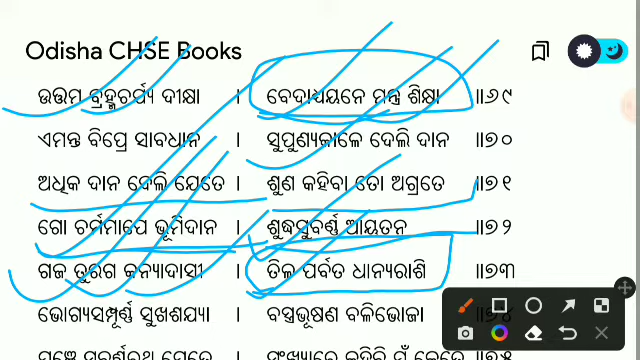 Odisha CHSE Books
ଉତ୍ତମ ବ୍ରହ୍ମଚର୍ଯ୍ୟ ଦୀକ୍ଷା । ବେଦାଧ୍ୟୟନେ ମନ୍ତ୍ର ଶିକ୍ଷା ॥୬୯
ଏମନ୍ତ ବିପ୍ରେ ସାବଧାନ । ସୁପୁଣ୍ୟକାଳେ ଦେଲି ଦାନ ॥୭୦
ଅଧିକ ଦାନ ଦେଲି ଯେତେ । ଶୁଣ କହିବା ତୋ ଅଗ୍ରତେ ॥୭୧
ଗୋ ଚର୍ମମାପେ ଭୂମିଦାନ । ଶୁଦ୍ଧସୁବର୍ଣ୍ଣ ଆୟତନ ॥୭୨
ଗଜ ତୁରଗ କନ୍ୟାଦାସୀ । ତିଳ ପର୍ବତ ଧାନ୍ୟରାଶି ॥୭୩
ଭୋଗ୍ୟସମ୍ପୂର୍ଣ୍ଣ ସୁଖଶଯ୍ୟା । ବସ୍ତ୍ରଭୂଷଣ ବଳିଭୋଜା